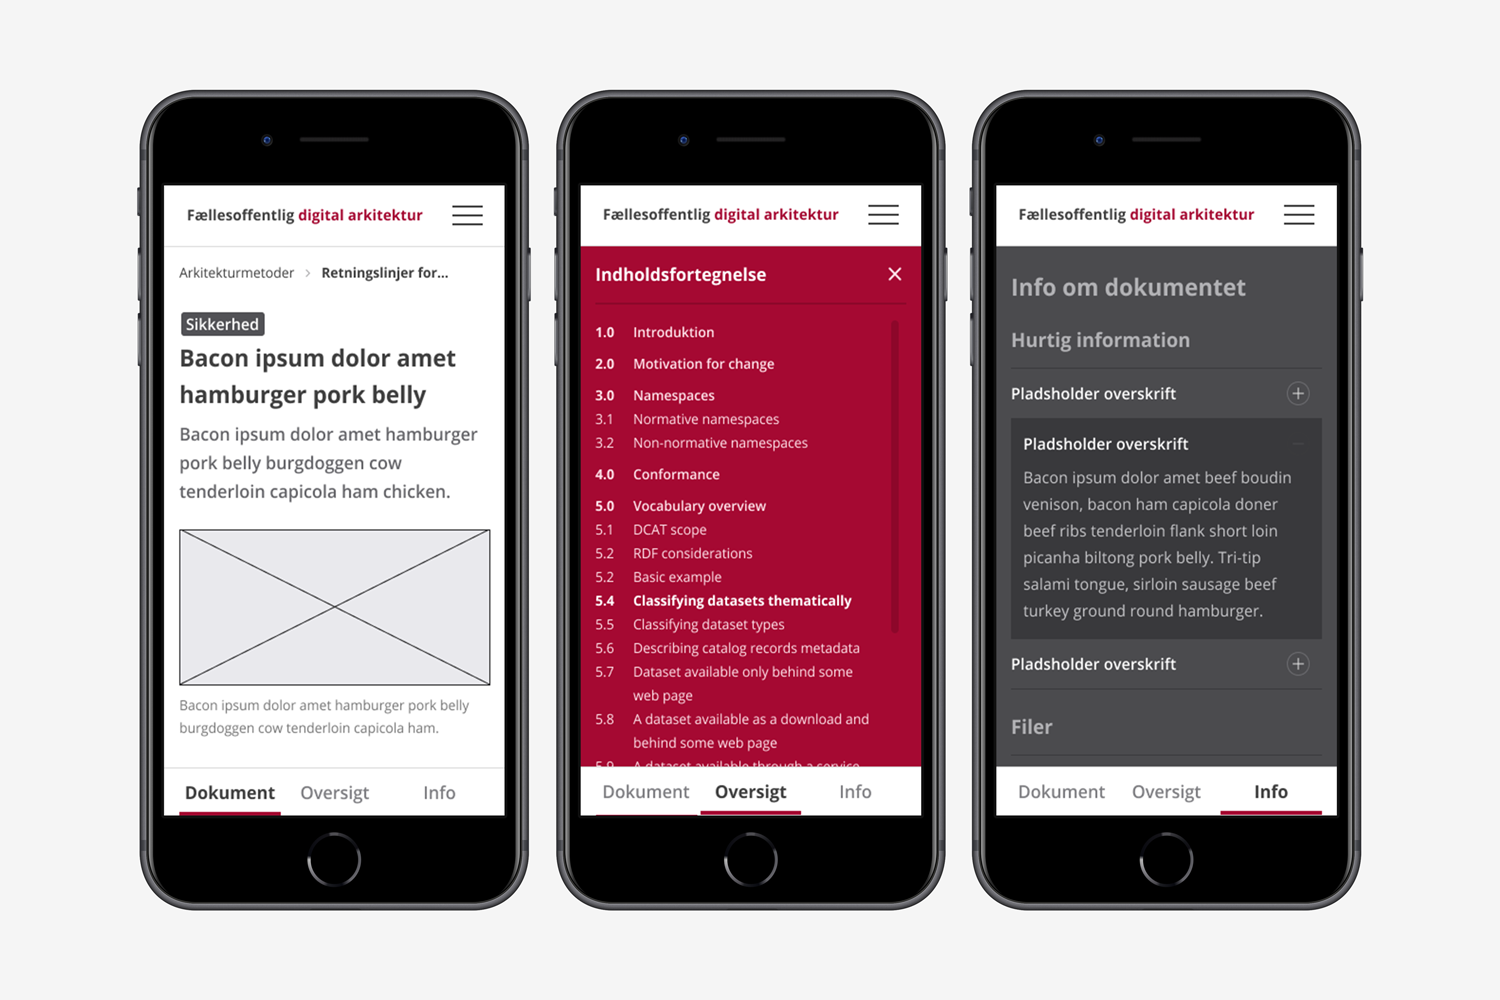 Fællesoffentlig digital arkitektur
Arkitekturmetoder > Retningslinjer for...
Sikkerhed
Bacon ipsum dolor amet
hamburger pork belly
Bacon ipsum dolor amet hamburger
pork belly burgdoggen cow
tenderloin capicola ham chicken.
Bacon ipsum dolor amet hamburger pork belly
burgdoggen cow tenderloin capicola ham.
Dokument Oversigt Info
Fællesoffentlig digital arkitektur
Indholdsfortegnelse
1.0 Introduktion
2.0 Motivation for change
3.0 Namespaces
3.1 Normative namespaces
3.2 Non-normative namespaces
4.0 Conformance
5.0 Vocabulary overview
5.1 DCAT scope
5.2 RDF considerations
5.2 Basic example
5.4 Classifying datasets thematically
5.5 Classifying dataset types
5.6 Describing catalog records metadata
5.7 Dataset available only behind some
web page
5.8 A dataset available as a download and
behind some web page
5.9 A dataset available through a service
Dokument Oversigt Info
Fællesoffentlig digital arkitektur
Info om dokumentet
Hurtig information
Pladsholder overskrift
Pladsholder overskrift
Bacon ipsum dolor amet beef boudin
venison, bacon ham capicola doner
beef ribs tenderloin flank short loin
picanha biltong pork belly. Tri-tip
salami tongue, sirloin sausage beef
turkey ground round hamburger.
Pladsholder overskrift
Filer
Dokument Oversigt Info